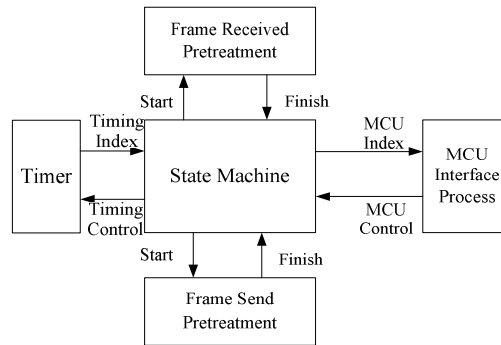 Frame Received
Pretreatment
Start
Finish
Timing
Index
MCU
Index
Timer
State Machine
MCU
Interface
Process
Timing
Control
MCU
Control
Start
Finish
Frame Send
Pretreatment